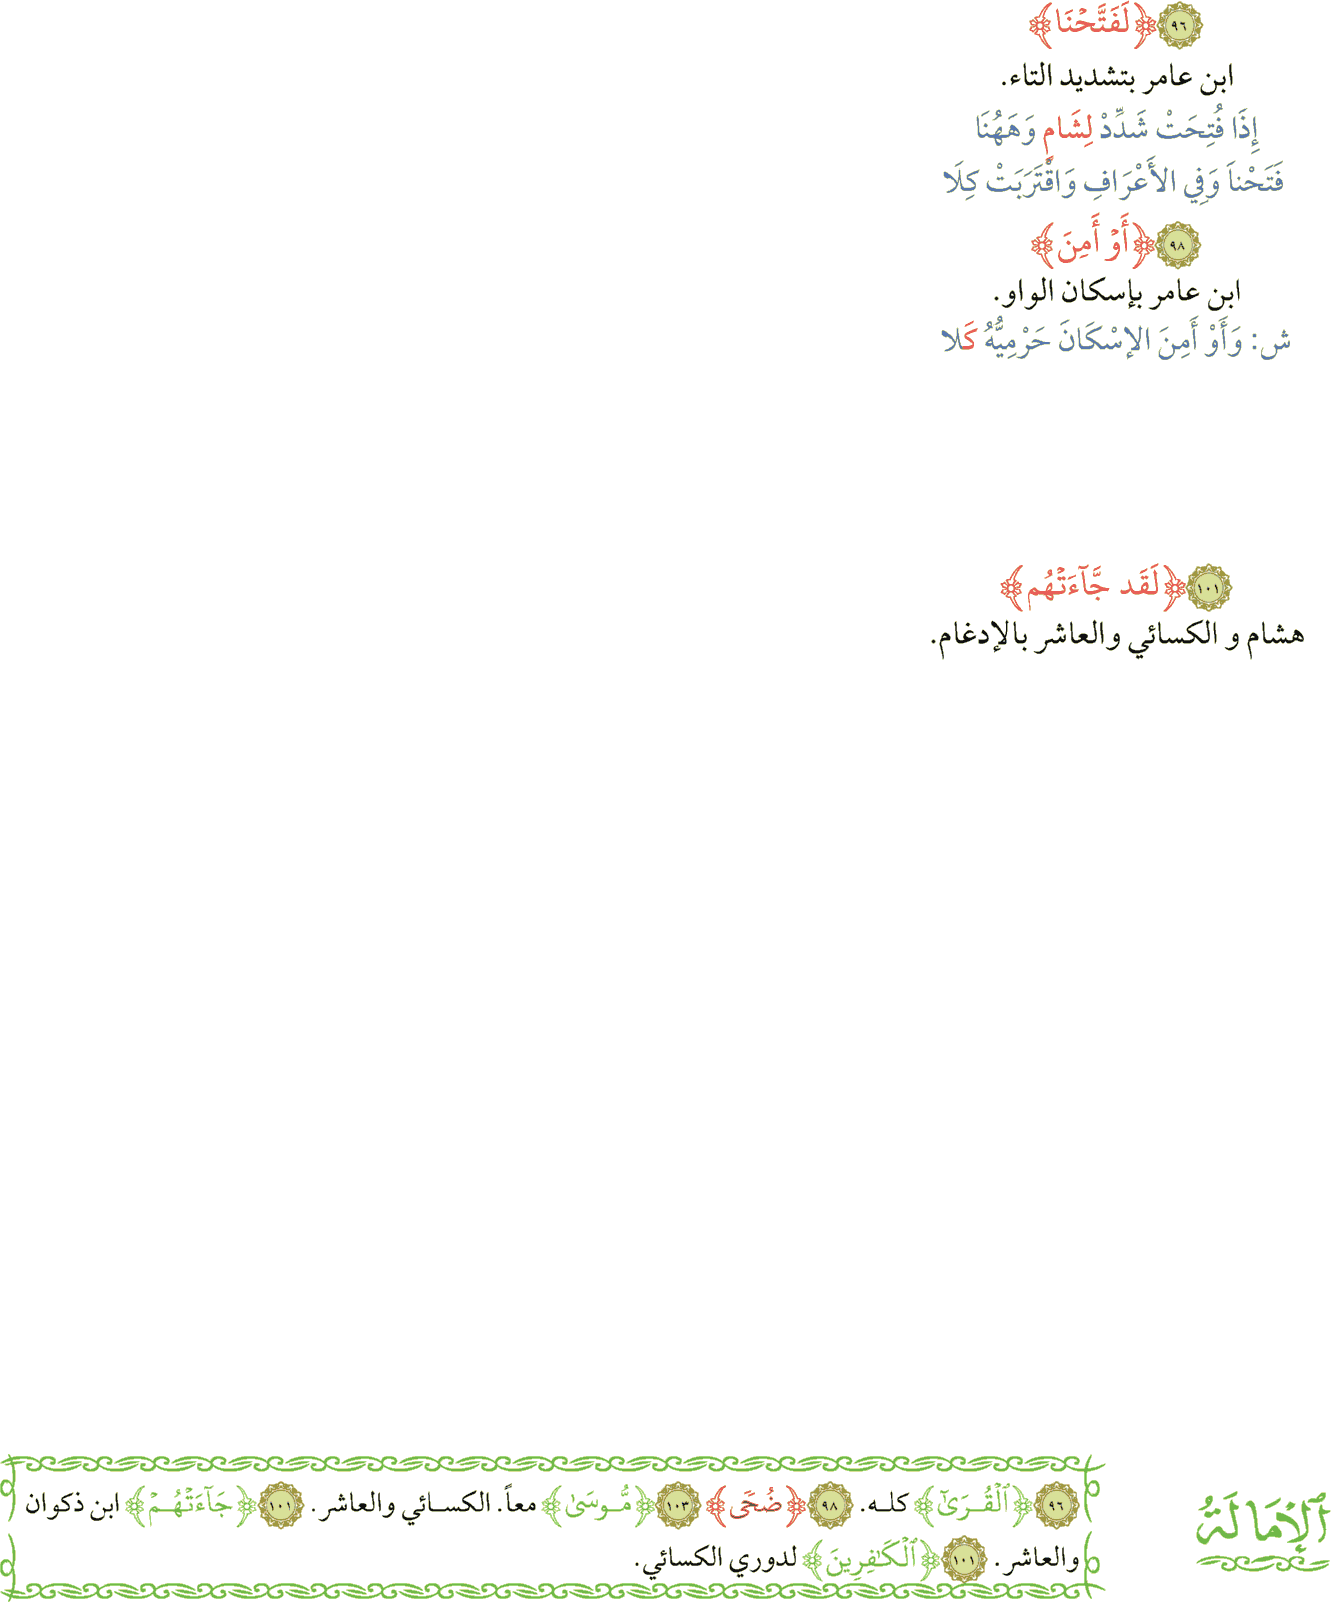 ٩٦ ﴿لَفَتَّحْنَا﴾
ابن عامر بتشديد التاء.
إِذَا فُتِحَتْ شَدِّدْ لِشَامٍ وَهَهُنَا
فَتَحْنَا وَفِي الأَعْرَافِ وَاقْتَرَبَتْ كِلَا
٩٨ ﴿أَوْ أَمِنَ﴾
ابن عامر بإسكان الواو.
ش: وَأَوْ أَمِنَ الإسْكَانَ حَرْمِيُّهُ كَلا
١٠١ ﴿لَقَد جَّآءَتْهُم﴾
هشام و الكسائي والعاشر بالإدغام.
ٱلْإِمَالَةُ
٩٦ ﴿ٱلْقُرَىٰٓ﴾ كله. ٩٨ ﴿ضُحًى﴾ ١٠٣ ﴿مُّوسَىٰ﴾ معاً. الكسائي والعاشر. ١٠١ ﴿جَآءَتْهُمْ﴾ ابن ذكوان
والعاشر. ١٠١ ﴿ٱلْكَٰفِرِينَ﴾ لدوري الكسائي.